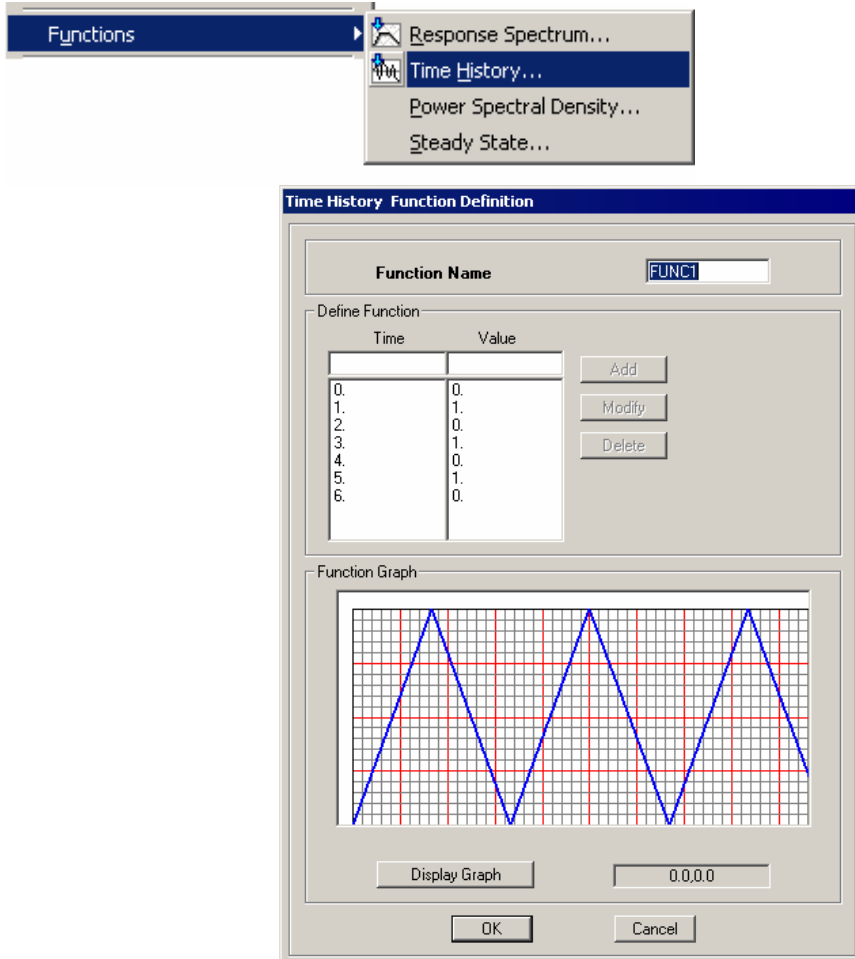 Functions
Response Spectrum...
Time History...
Power Spectral Density...
Steady State...
Time History Function Definition
Function Name FUNC1
Define Function
Time Value
Add
0. 0.
1. 1.
Modify
2. 0.
3. 1.
Delete
4. 0.
5. 1.
6. 0.
Function Graph
Display Graph 0.0,0.0
OK Cancel